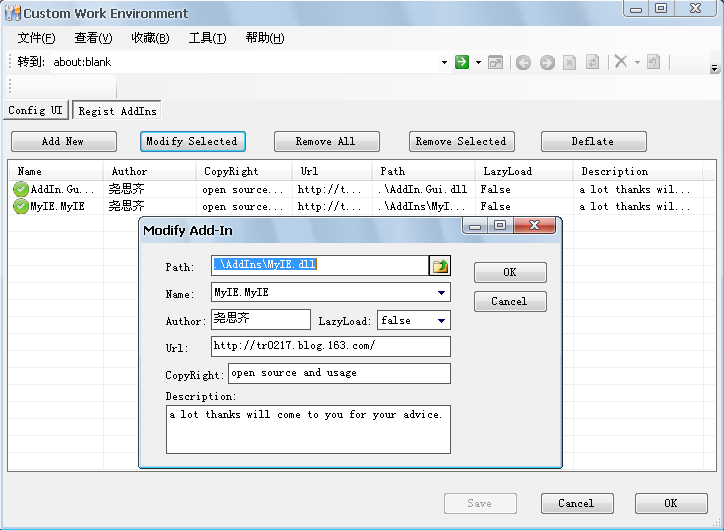 Custom Work Environment
文件(F) 查看(V) 收藏(B) 工具(T) 帮助(H)
转到: about:blank
Config UI Regist AddIns
Add New Modify Selected Remove All Remove Selected Deflate
Name Author CopyRight Url Path LazyLoad Description
AddIn.Gu... 尧思齐 open source... http://t... .\AddIn.Gui.dll False a lot thanks wil...
MyIE.MyIE 尧思齐 open source... http://t... .\AddIns\MyI... False a lot thanks wil...
Modify Add-In
Path: .\AddIns\MyIE.dll OK
Name: MyIE.MyIE Cancel
Author: 尧思齐 LazyLoad: false
Url: http://tr0217.blog.163.com/
CopyRight: open source and usage
Description:
a lot thanks will come to you for your advice.
Save Cancel OK